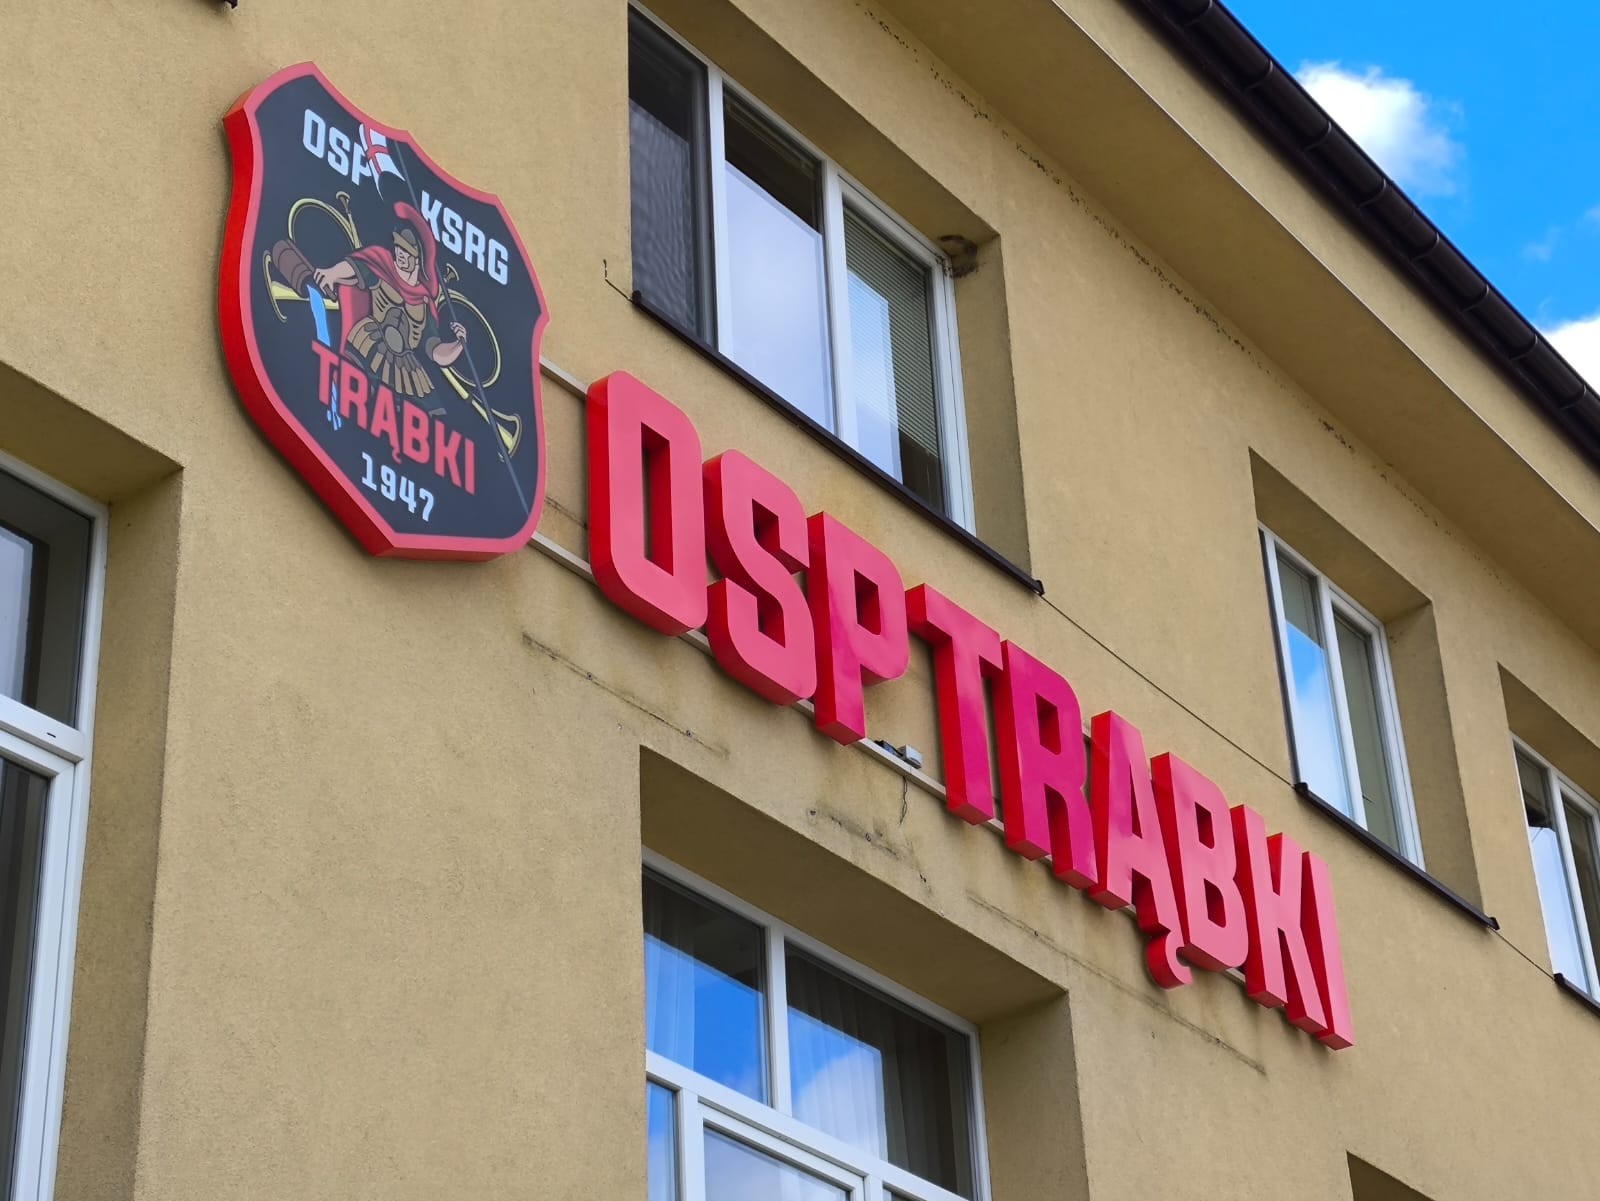 OSP KSRG
TRĄBKI
1947
OSP TRĄBKI